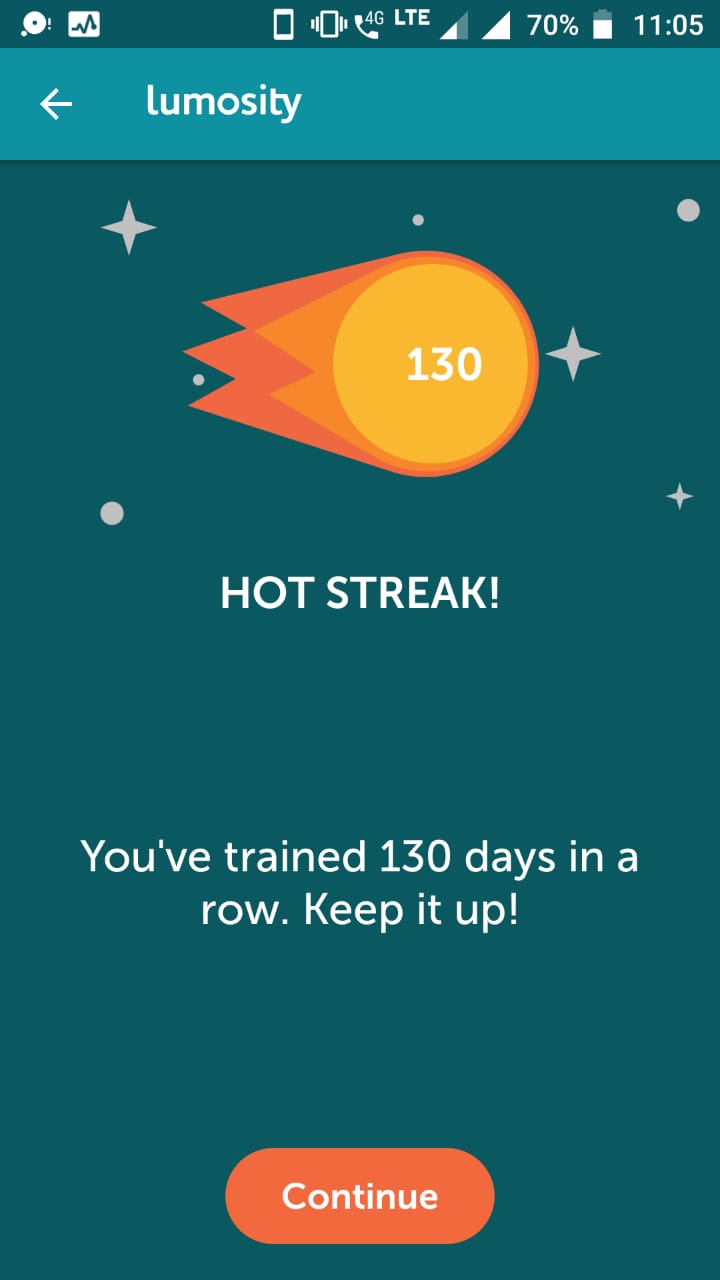 4G LTE 70% 11:05
lumosity
130
HOT STREAK!
You've trained 130 days in a
row. Keep it up!
Continue